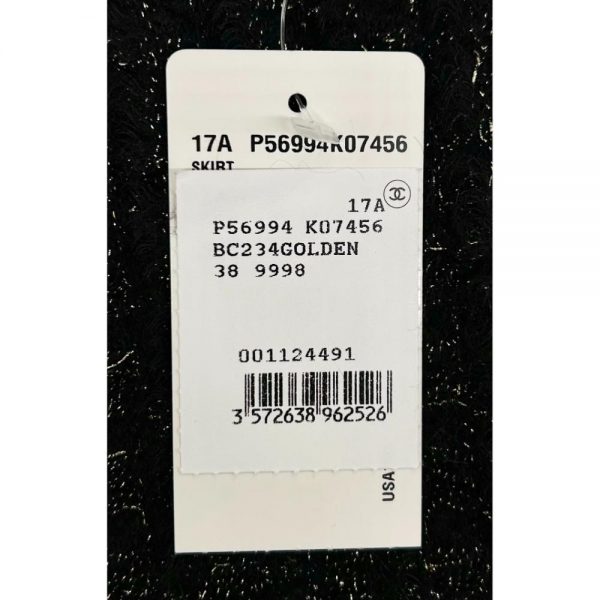 17A P56994K07456
SKIRT
17A
P56994 K07456
BC234GOLDEN
38 9998
001124491
3 572638 962526
USA